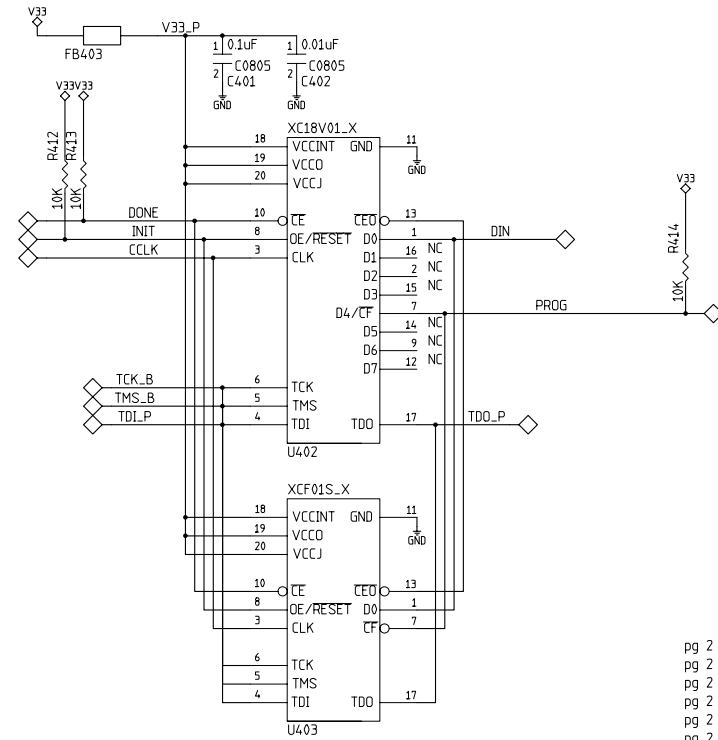 V33
V33_P
FB403
1 0.1uF
2 C0805
C401
GND
1 0.01uF
2 C0805
C402
GND
V33 V33
R412
10K
R413
10K
XC18V01_X
18 VCCINT GND 11
GND
19 VCCO
20 VCCJ
DONE 10 CE CEO 13
INIT 8 OE/RESET D0 1 DIN
CCLK 3 CLK D1 16 NC
D2 2 NC
D3 15 NC
D4/CF 7 PROG
D5 14 NC
D6 9 NC
D7 12 NC
V33
R414
10K
TCK_B 6 TCK
TMS_B 5 TMS
TDI_P 4 TDI TDO 17 TDO_P
U402
XCF01S_X
18 VCCINT GND 11
GND
19 VCCO
20 VCCJ
10 CE CEO 13
8 OE/RESET D0 1
3 CLK CF 7
6 TCK
5 TMS
4 TDI TDO 17
U403
pg 2
pg 2
pg 2
pg 2
pg 2
pg 2